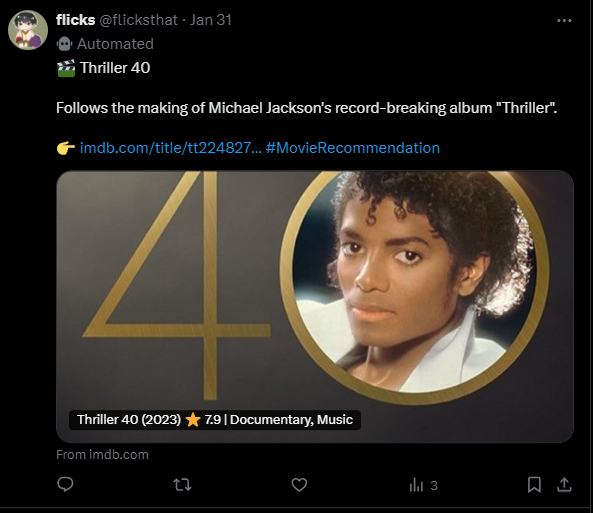 flicks @flicksthat · Jan 31
Automated
Thriller 40
Follows the making of Michael Jackson's record-breaking album "Thriller".
imdb.com/title/tt224827... #MovieRecommendation
40
Thriller 40 (2023) ⭐ 7.9 | Documentary, Music
From imdb.com
3